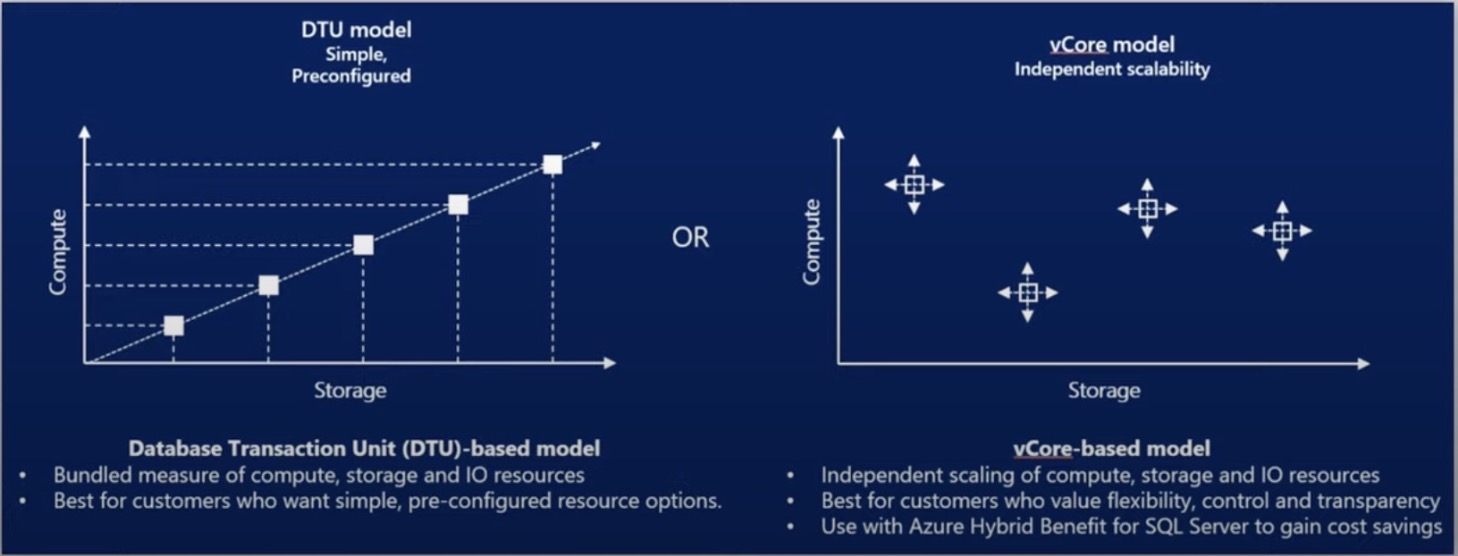 DTU model
Simple,
Preconfigured
Compute
Storage
Database Transaction Unit (DTU)-based model
• Bundled measure of compute, storage and IO resources
• Best for customers who want simple, pre-configured resource options.
OR
vCore model
Independent scalability
Compute
Storage
vCore-based model
• Independent scaling of compute, storage and IO resources
• Best for customers who value flexibility, control and transparency
• Use with Azure Hybrid Benefit for SQL Server to gain cost savings